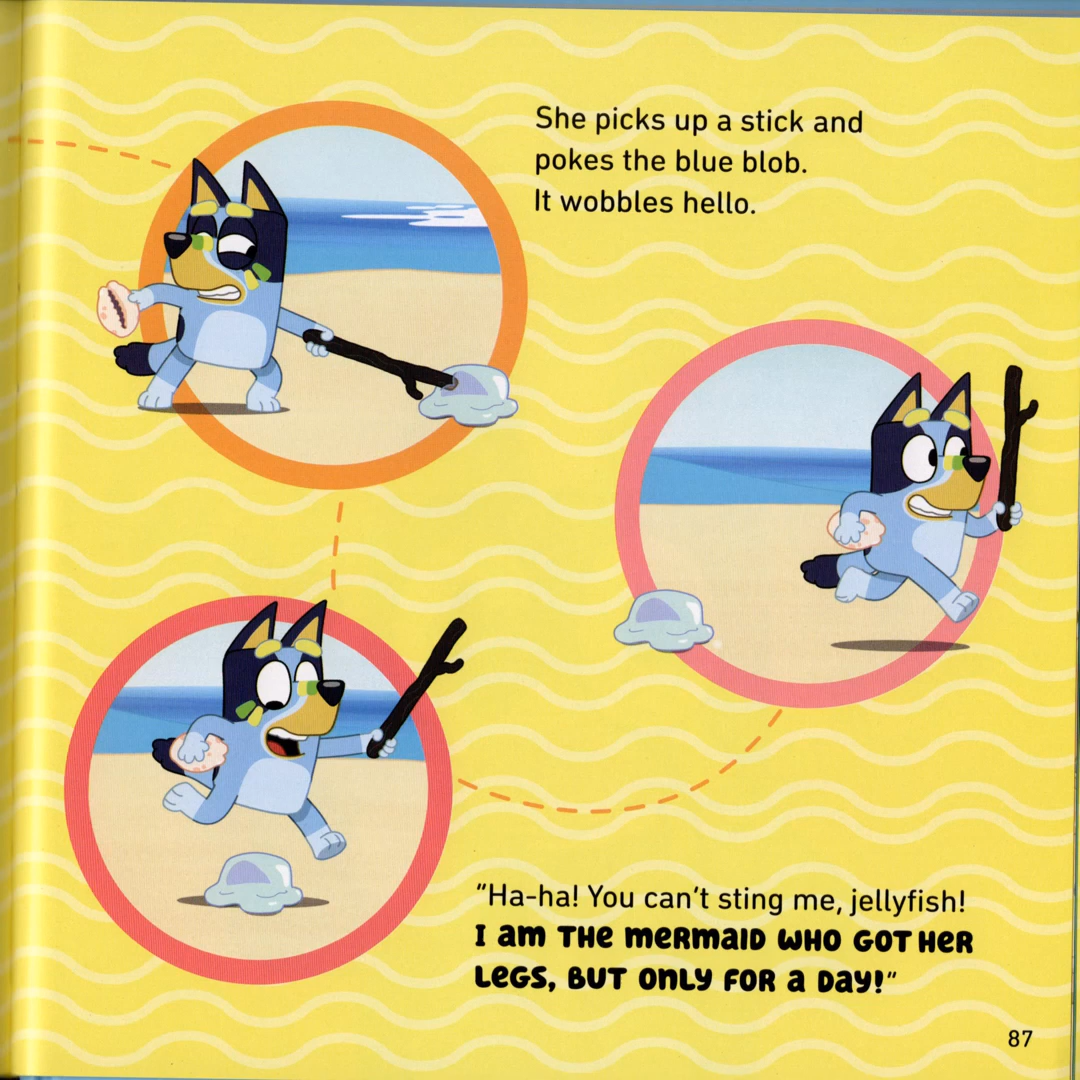 She picks up a stick and
pokes the blue blob.
It wobbles hello.
"Ha-ha! You can't sting me, jellyfish!
I am THE mermaid WHO GOT Her
Legs, BUT only FOR a Day!"
87